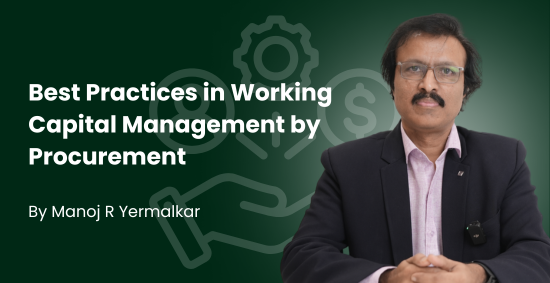 Best Practices in Working
Capital Management by
Procurement
By Manoj R Yermalkar